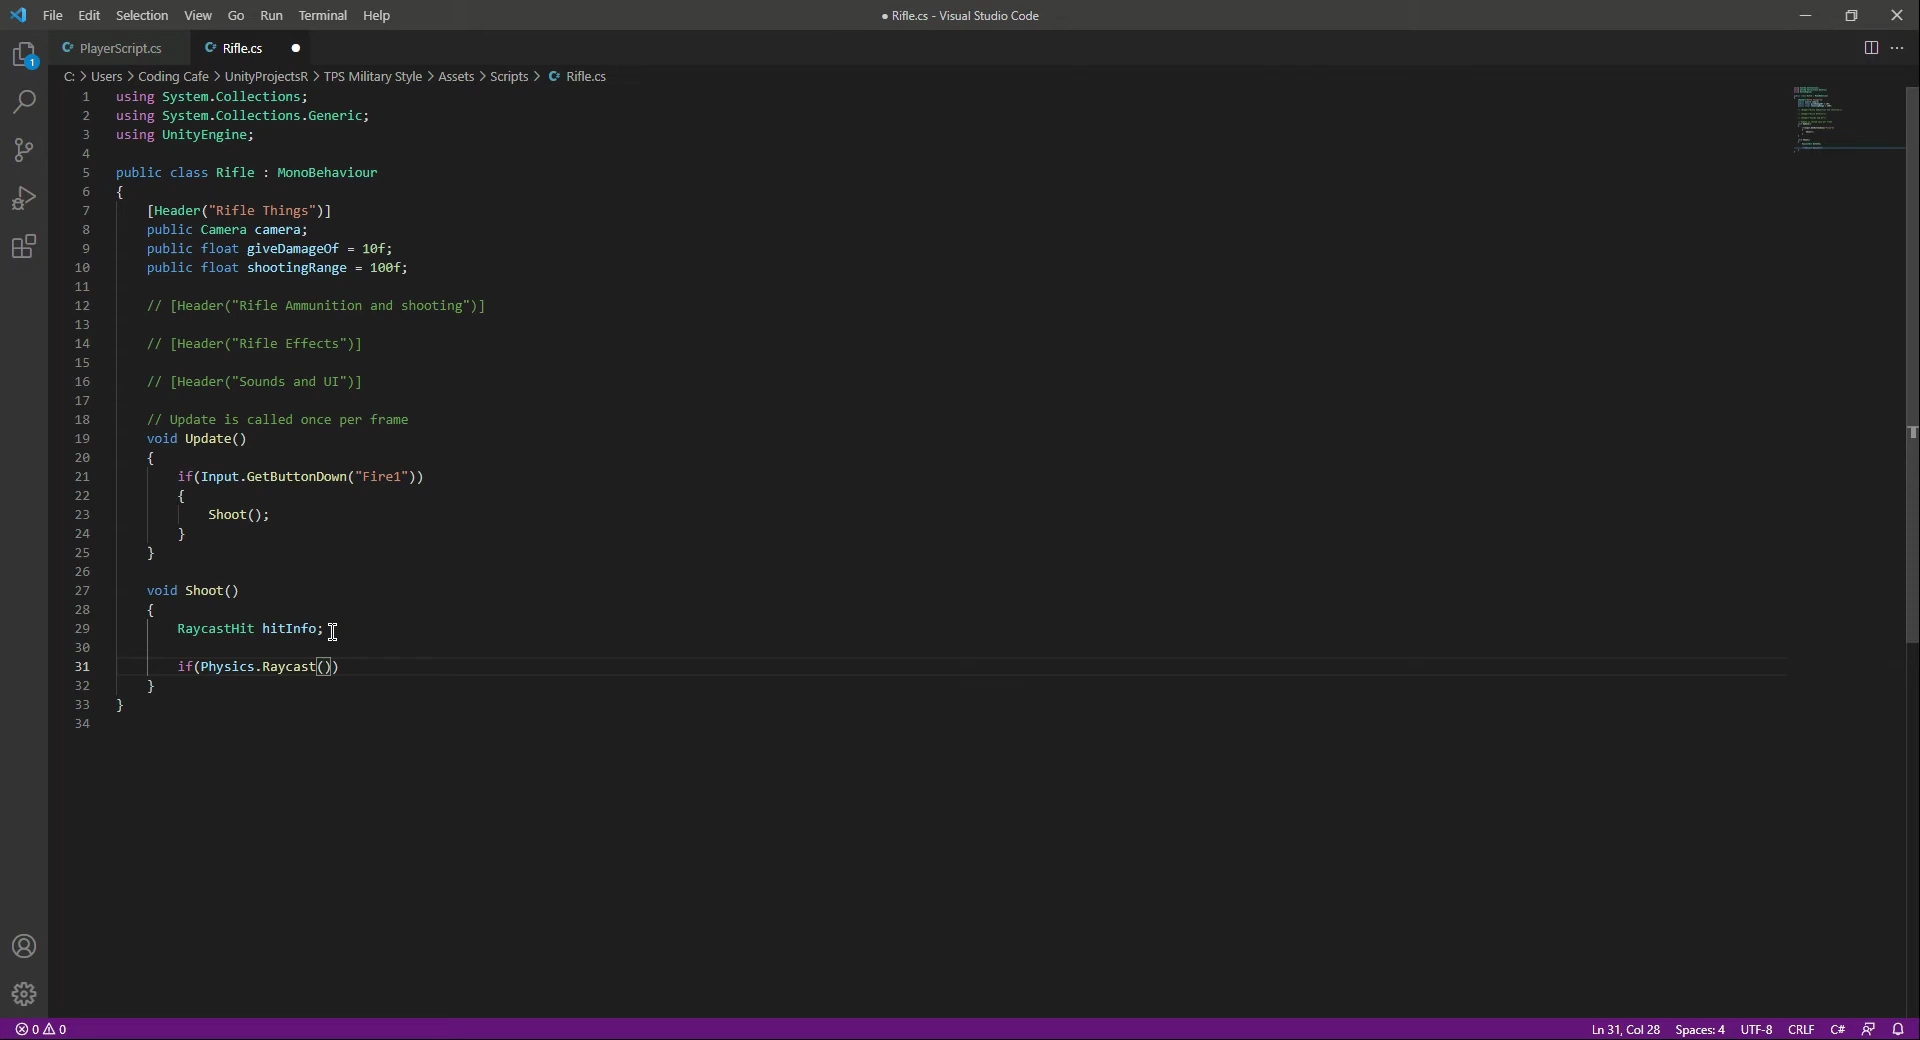 File Edit Selection View Go Run Terminal Help
● Rifle.cs - Visual Studio Code
PlayerScript.cs
Rifle.cs
C: > Users > Coding Cafe > UnityProjectsR > TPS Military Style > Assets > Scripts > Rifle.cs
1 using System.Collections;
2 using System.Collections.Generic;
3 using UnityEngine;
4
5 public class Rifle : MonoBehaviour
6 {
7 [Header("Rifle Things")]
8 public Camera camera;
9 public float giveDamageOf = 10f;
10 public float shootingRange = 100f;
11
12 // [Header("Rifle Ammunition and shooting")]
13
14 // [Header("Rifle Effects")]
15
16 // [Header("Sounds and UI")]
17
18 // Update is called once per frame
19 void Update()
20 {
21 if(Input.GetButtonDown("Fire1"))
22 {
23 Shoot();
24 }
25 }
26
27 void Shoot()
28 {
29 RaycastHit hitInfo;
30
31 if(Physics.Raycast())
32 }
33 }
34
1
0 0
Ln 31, Col 28 Spaces: 4 UTF-8 CRLF C#